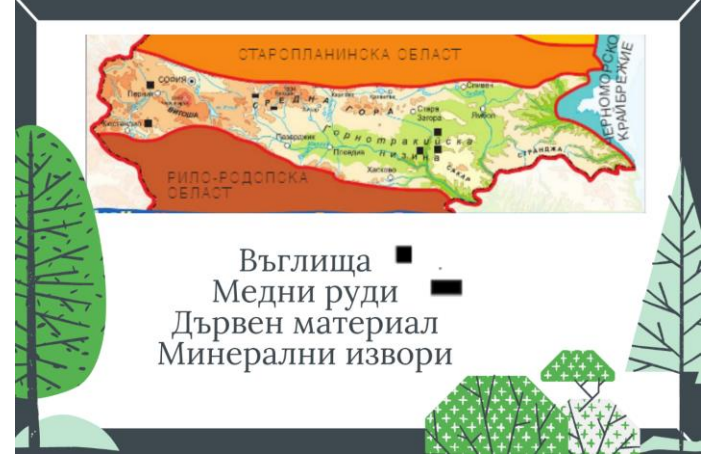 СТАРОПЛАНИНСКА ОБЛАСТ
ЧЕРНОМОРСКО
КРАЙБРЕЖИЕ
СОФИЯ
Перник
ВИТОША
Кюстендил
СРЕДНА ГОРА
Сливен
Стара
Загора
Ямбол
Горнотракийска
низина
Пазарджик
Пловдив
Хасково
САКАР
СТРАНДЖА
РИЛО-РОДОПСКА
ОБЛАСТ
Въглища
Медни руди
Дървен материал
Минерални извори